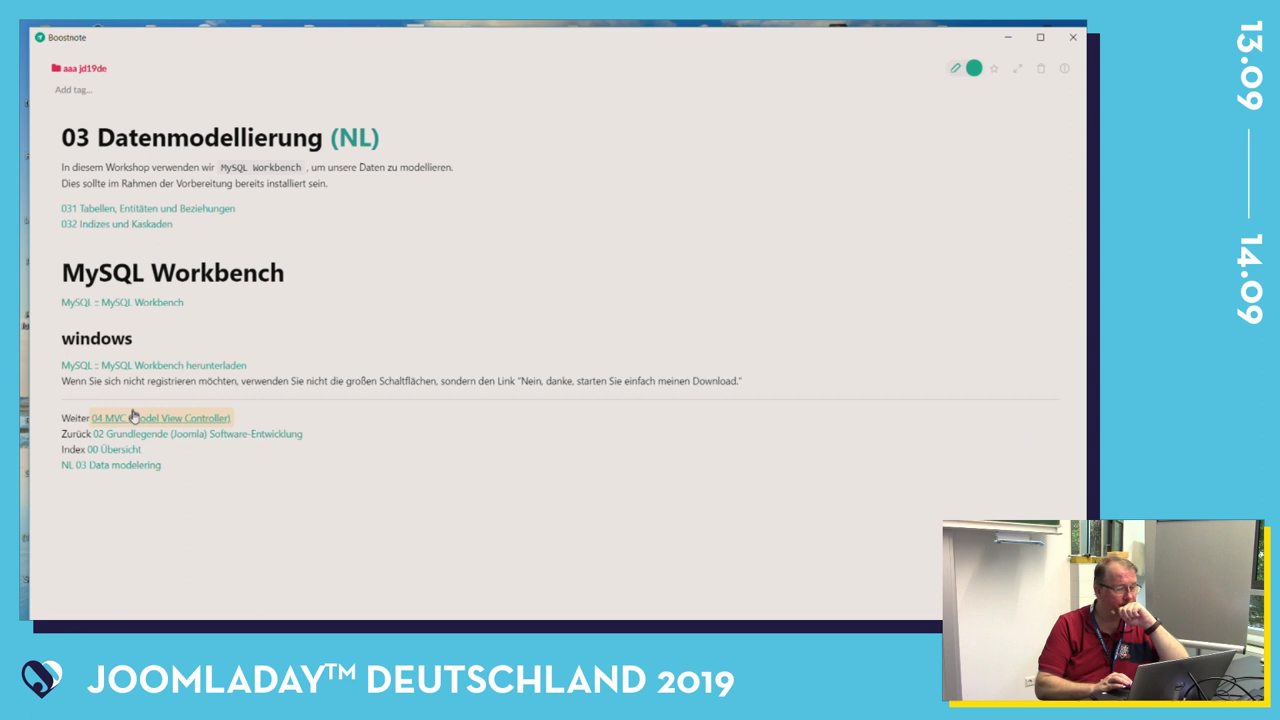 Boostnote
aaa jd19de
Add tag...
03 Datenmodellierung (NL)
In diesem Workshop verwenden wir MySQL Workbench , um unsere Daten zu modellieren.
Dies sollte im Rahmen der Vorbereitung bereits installiert sein.
031 Tabellen, Entitäten und Beziehungen
032 Indizes und Kaskaden
MySQL Workbench
MySQL :: MySQL Workbench
windows
MySQL :: MySQL Workbench herunterladen
Wenn Sie sich nicht registrieren möchten, verwenden Sie nicht die großen Schaltflächen, sondern den Link "Nein, danke, starten Sie einfach meinen Download."
Weiter 04 MVC (Model View Controller)
Zurück 02 Grundlegende (Joomla) Software-Entwicklung
Index 00 Übersicht
NL 03 Data modelering
13.09
14.09
JOOMLADAY™ DEUTSCHLAND 2019